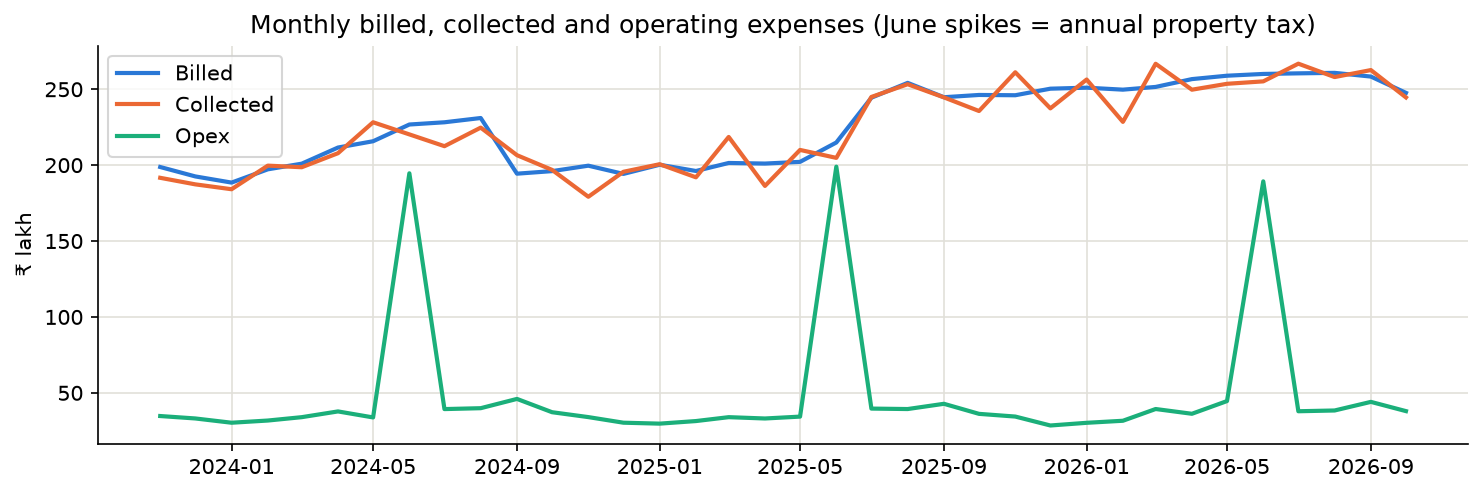 Monthly billed, collected and operating expenses (June spikes = annual property tax)
Billed
Collected
Opex
₹ lakh
250
200
150
100
50
2024-01 2024-05 2024-09 2025-01 2025-05 2025-09 2026-01 2026-05 2026-09